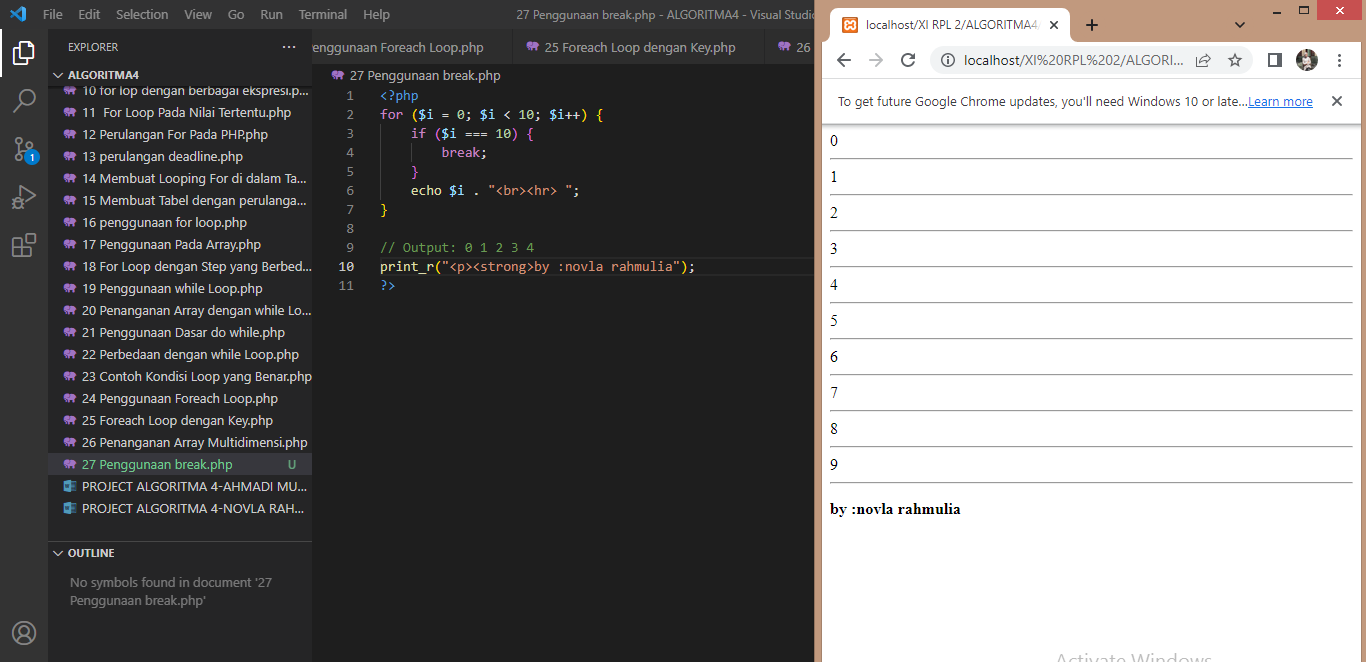 File Edit Selection View Go Run Terminal Help
27 Penggunaan break.php - ALGORITMA4 - Visual Studio
EXPLORER
ALGORITMA4
10 for lop dengan berbagai ekspresi.p...
11  For Loop Pada Nilai Tertentu.php
12 Perulangan For Pada PHP.php
13 perulangan deadline.php
14 Membuat Looping For di dalam Ta...
15 Membuat Tabel dengan perulanga...
16 penggunaan for loop.php
17 Penggunaan Pada Array.php
18 For Loop dengan Step yang Berbed...
19 Penggunaan while Loop.php
20 Penanganan Array dengan while Lo...
21 Penggunaan Dasar do while.php
22 Perbedaan dengan while Loop.php
23 Contoh Kondisi Loop yang Benar.php
24 Penggunaan Foreach Loop.php
25 Foreach Loop dengan Key.php
26 Penanganan Array Multidimensi.php
27 Penggunaan break.php U
PROJECT ALGORITMA 4-AHMADI MU...
PROJECT ALGORITMA 4-NOVLA RAH...
OUTLINE
No symbols found in document '27
Penggunaan break.php'
1
enggunaan Foreach Loop.php
25 Foreach Loop dengan Key.php
26
27 Penggunaan break.php
1 <?php
2 for ($i = 0; $i < 10; $i++) {
3     if ($i === 10) {
4         break;
5     }
6     echo $i . "<br><hr> ";
7 }
8
9 // Output: 0 1 2 3 4
10 print_r("<p><strong>by :novla rahmulia");
11 ?>
localhost/XI RPL 2/ALGORITMA4
localhost/XI%20RPL%202/ALGORI...
To get future Google Chrome updates, you'll need Windows 10 or late... Learn more
0
1
2
3
4
5
6
7
8
9
by :novla rahmulia
Activate Windows